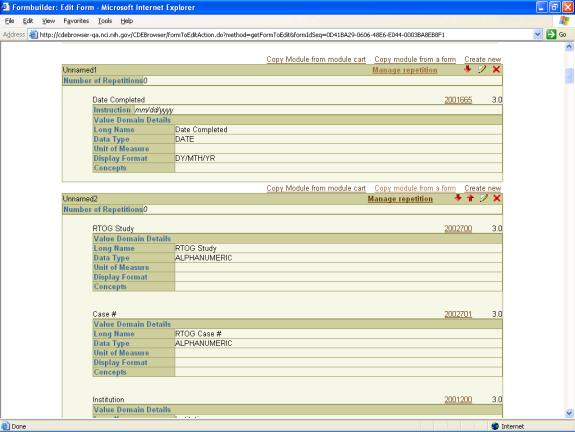 Formbuilder: Edit Form - Microsoft Internet Explorer
File Edit View Favorites Tools Help
Address http://cdebrowser-qa.nci.nih.gov/CDEBrowser/FormToEditAction.do?method=getFormToEdit&formIdSeq=0D41BA29-0606-48E6-E044-0003BA8EB8F1 Go
Copy Module from module cart Copy module from a form Create new
Unnamed1 Manage repetition
Number of Repetitions 0
Date Completed 2001665 3.0
Instruction mm/dd/yyyy
Value Domain Details
Long Name Date Completed
Data Type DATE
Unit of Measure
Display Format DY/MTH/YR
Concepts
Copy Module from module cart Copy module from a form Create new
Unnamed2 Manage repetition
Number of Repetitions 0
RTOG Study 2002700 3.0
Value Domain Details
Long Name RTOG Study
Data Type ALPHANUMERIC
Unit of Measure
Display Format
Concepts
Case # 2002701 3.0
Value Domain Details
Long Name RTOG Case #
Data Type ALPHANUMERIC
Unit of Measure
Display Format
Concepts
Institution 2001200 3.0
Value Domain Details
Done Internet